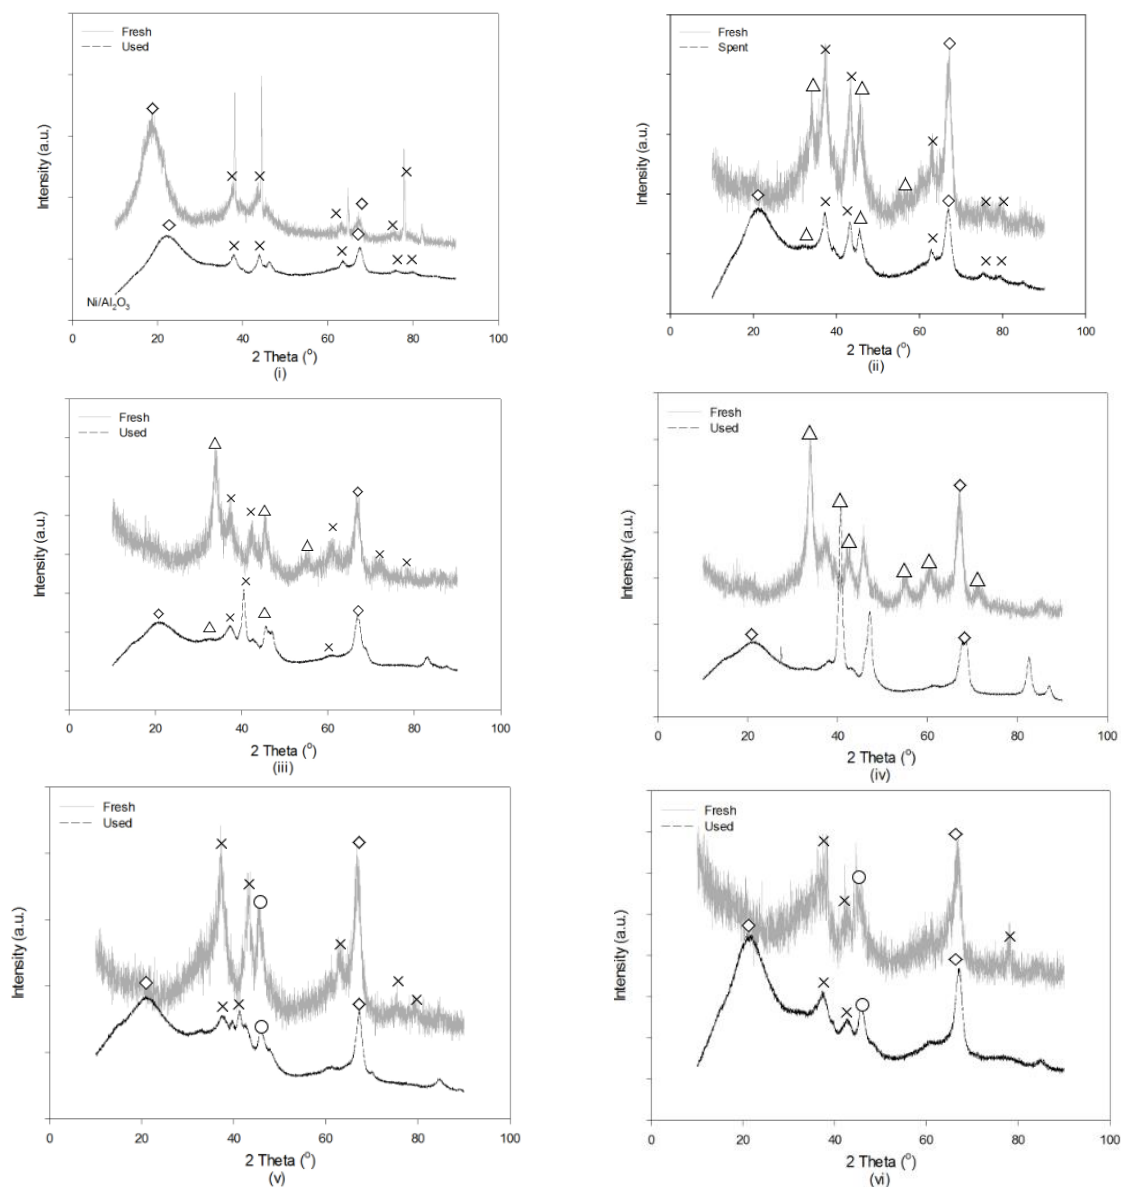 Fresh
Used
Intensity (a.u.)
Ni/Al2O3
0 20 40 60 80 100
2 Theta (o)
(i)
Fresh
Spent
Intensity (a.u.)
0 20 40 60 80 100
2 Theta (o)
(ii)
Fresh
Used
Intensity (a.u.)
0 20 40 60 80 100
2 Theta (o)
(iii)
Fresh
Used
Intensity (a.u.)
0 20 40 60 80 100
2 Theta (o)
(iv)
Fresh
Used
Intensity (a.u.)
0 20 40 60 80 100
2 Theta (o)
(v)
Fresh
Used
Intensity (a.u.)
0 20 40 60 80 100
2 Theta (o)
(vi)